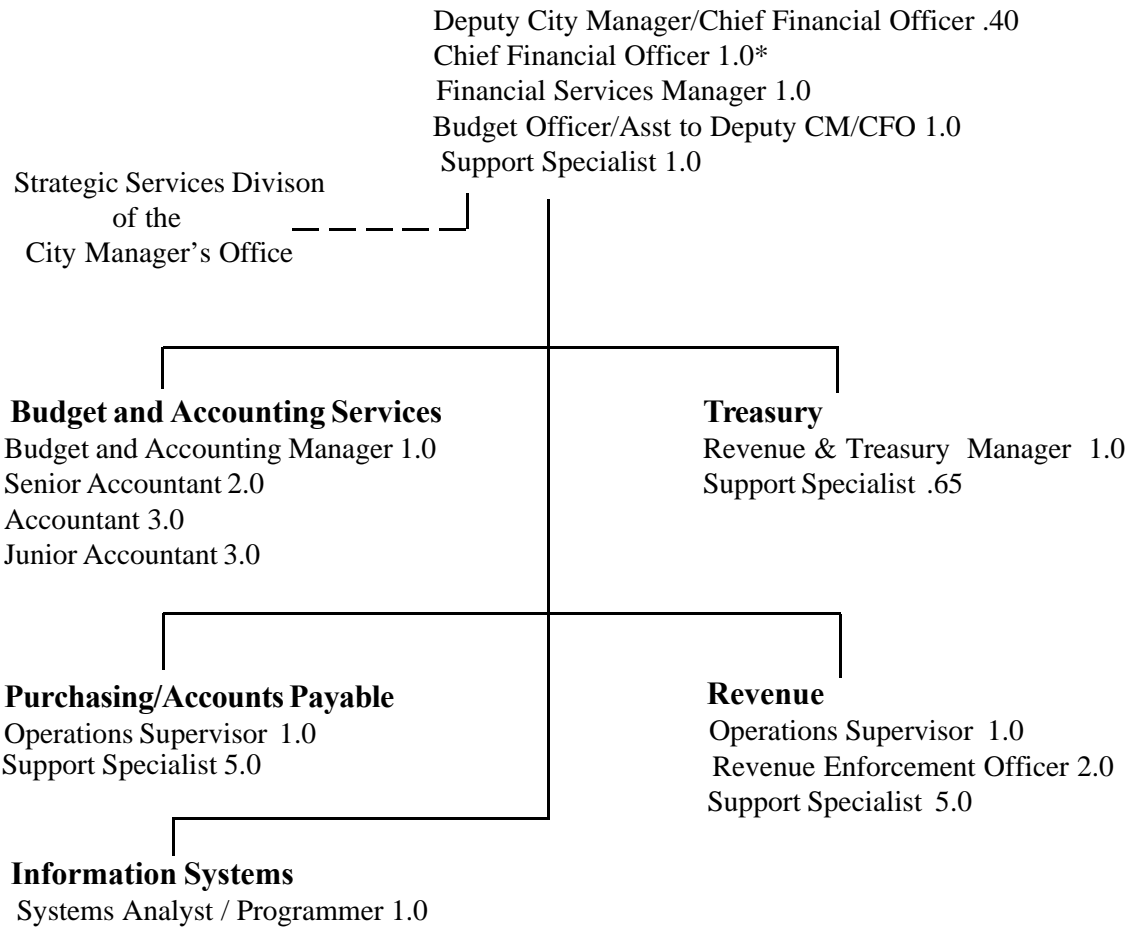 Deputy City Manager/Chief Financial Officer .40
Chief Financial Officer 1.0*
Financial Services Manager 1.0
Budget Officer/Asst to Deputy CM/CFO 1.0
Support Specialist 1.0
Strategic Services Divison
of the
City Manager’s Office
Budget and Accounting Services
Budget and Accounting Manager 1.0
Senior Accountant 2.0
Accountant 3.0
Junior Accountant 3.0
Treasury
Revenue & Treasury Manager 1.0
Support Specialist .65
Purchasing/Accounts Payable
Operations Supervisor 1.0
Support Specialist 5.0
Revenue
Operations Supervisor 1.0
Revenue Enforcement Officer 2.0
Support Specialist 5.0
Information Systems
Systems Analyst / Programmer 1.0